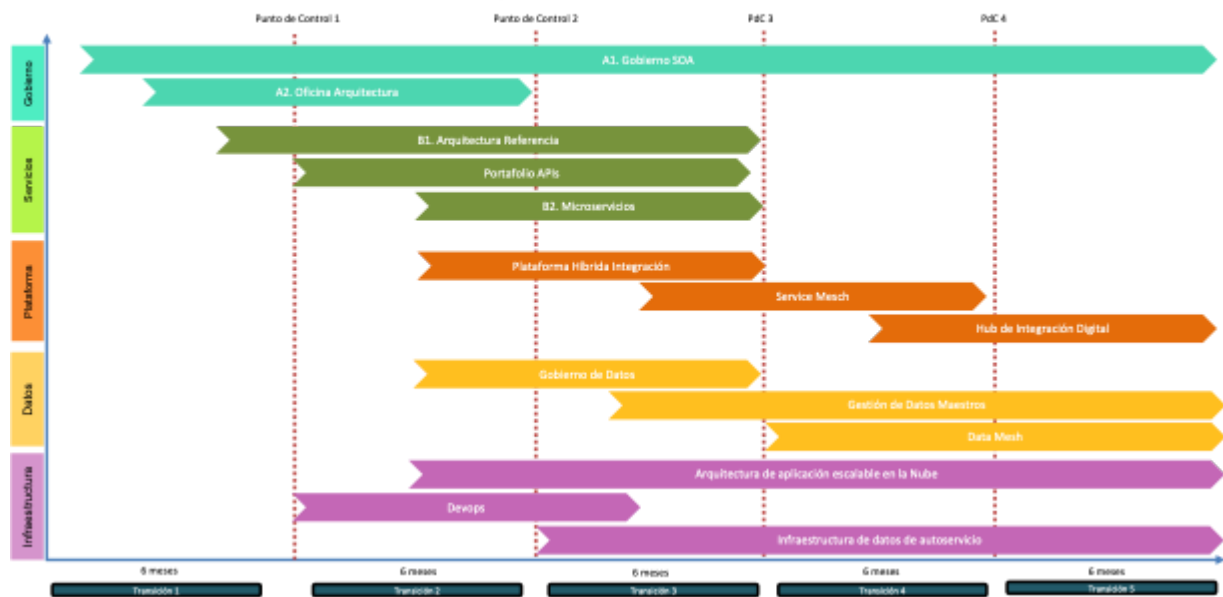 Punto de Control 1
Punto de Control 2
PdC 3
PdC 4
Gobierno
A1. Gobierno SOA
A2. Oficina Arquitectura
Servicios
B1. Arquitectura Referencia
Portafolio APIs
B2. Microservicios
Plataforma
Plataforma Híbrida Integración
Service Mesch
Hub de Integración Digital
Datos
Gobierno de Datos
Gestión de Datos Maestros
Data Mesh
Infraestructura
Arquitectura de aplicación escalable en la Nube
Devops
Infraestructura de datos de autoservicio
6 meses
6 meses
6 meses
6 meses
6 meses
Transición 1
Transición 2
Transición 3
Transición 4
Transición 5